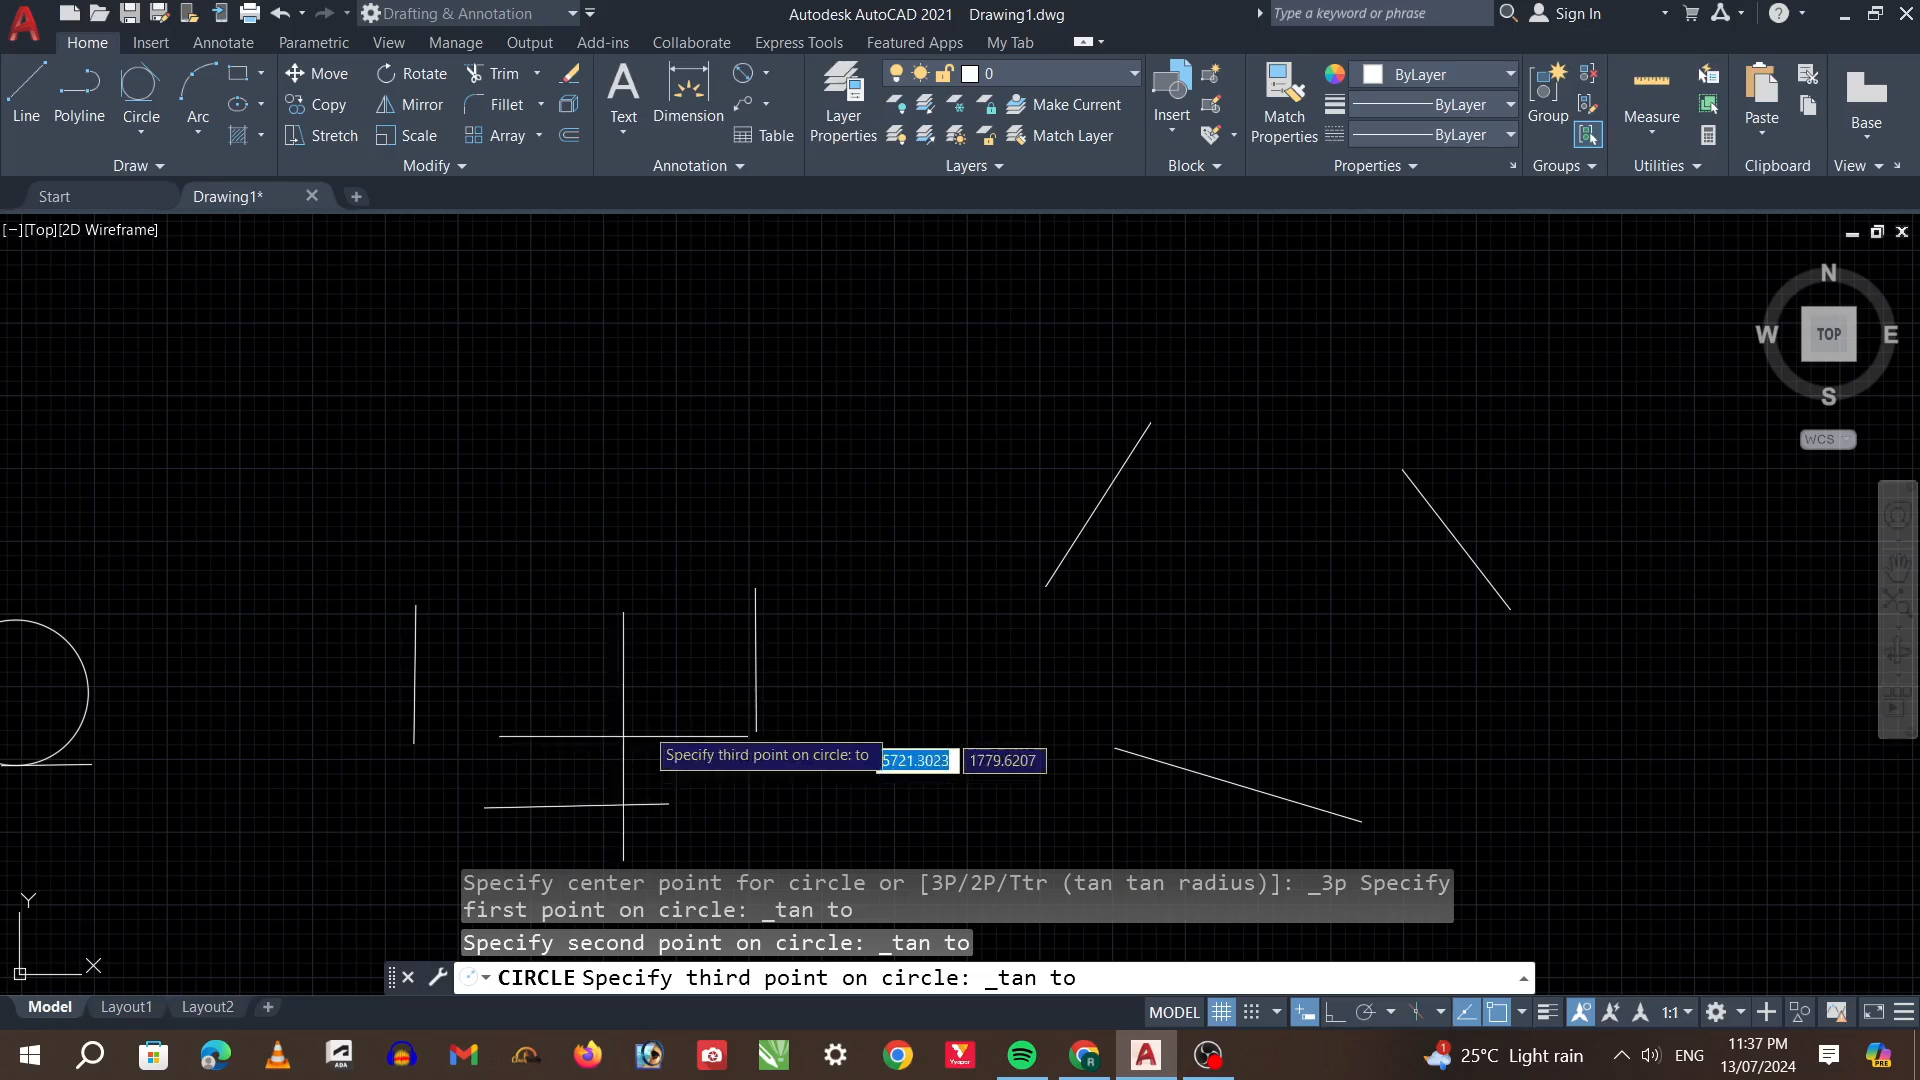 Drafting & Annotation
Autodesk AutoCAD 2021 Drawing1.dwg
Type a keyword or phrase
Sign In
Home Insert Annotate Parametric View Manage Output Add-ins Collaborate Express Tools Featured Apps My Tab
Line Polyline Circle Arc
Move Rotate Trim
Copy Mirror Fillet
Stretch Scale Array
Text Dimension Table
Layer Properties
0
Make Current
Match Layer
Insert
Match Properties
ByLayer
ByLayer
ByLayer
Group
Measure
Paste
Base
Draw Modify Annotation Layers Block Properties Groups Utilities Clipboard View
Start Drawing1*
[−][Top][2D Wireframe]
N
W TOP E
S
WCS
Specify third point on circle: to 5721.3023 1779.6207
Specify center point for circle or [3P/2P/Ttr (tan tan radius)]: _3p Specify
first point on circle: _tan to
Specify second point on circle: _tan to
CIRCLE Specify third point on circle: _tan to
Y
X
Model Layout1 Layout2
MODEL 1:1
25°C Light rain
ENG
11:37 PM
13/07/2024